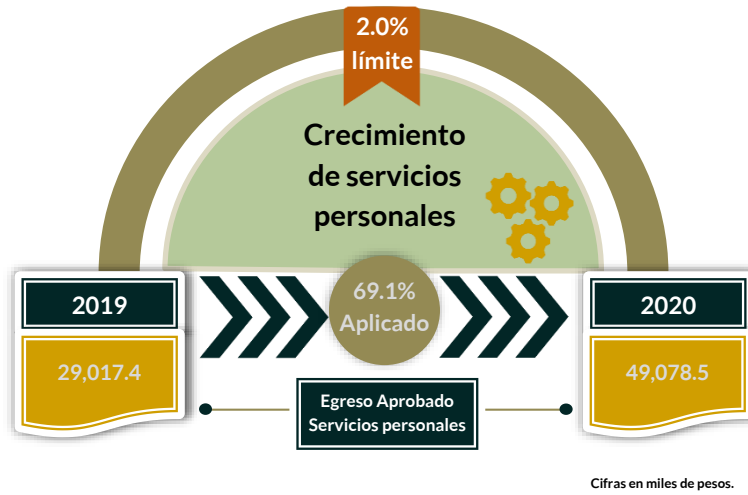 2.0%
límite
Crecimiento
de servicios
personales
2019
69.1%
Aplicado
2020
29,017.4
49,078.5
Egreso Aprobado
Servicios personales
Cifras en miles de pesos.